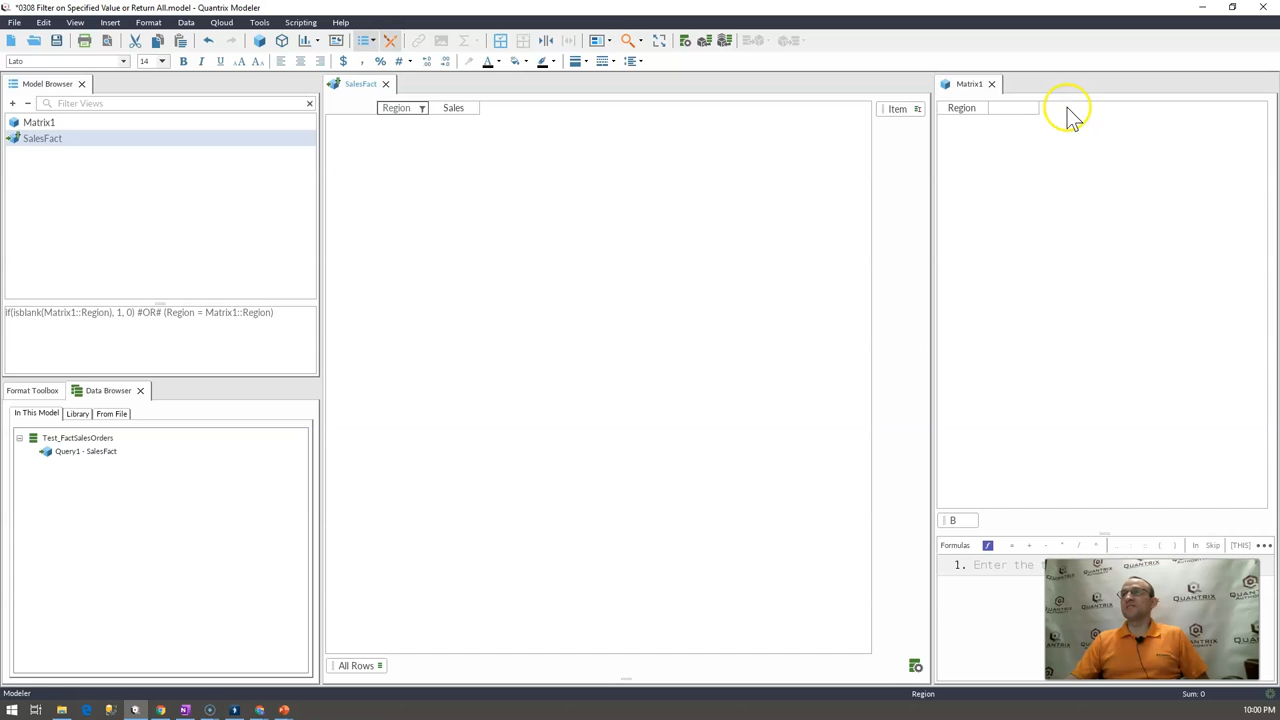 *0308 Filter on Specified Value or Return All.model - Quantrix Modeler
File Edit View Insert Format Data Qloud Tools Scripting Help
Lato 14 B I U A A $ % # A
Model Browser
SalesFact
Matrix1
Filter Views
Matrix1
SalesFact
Region Sales
Item
Region
if(isblank(Matrix1::Region), 1, 0) #OR# (Region = Matrix1::Region)
Format Toolbox Data Browser
In This Model Library From File
Test_FactSalesOrders
Query1 - SalesFact
B
Formulas f = + - * / ^ ( ) In Skip [THIS]
1. Enter the
QUANTRIX
QUANTRIX
All Rows
Modeler Region Sum: 0
10:00 PM